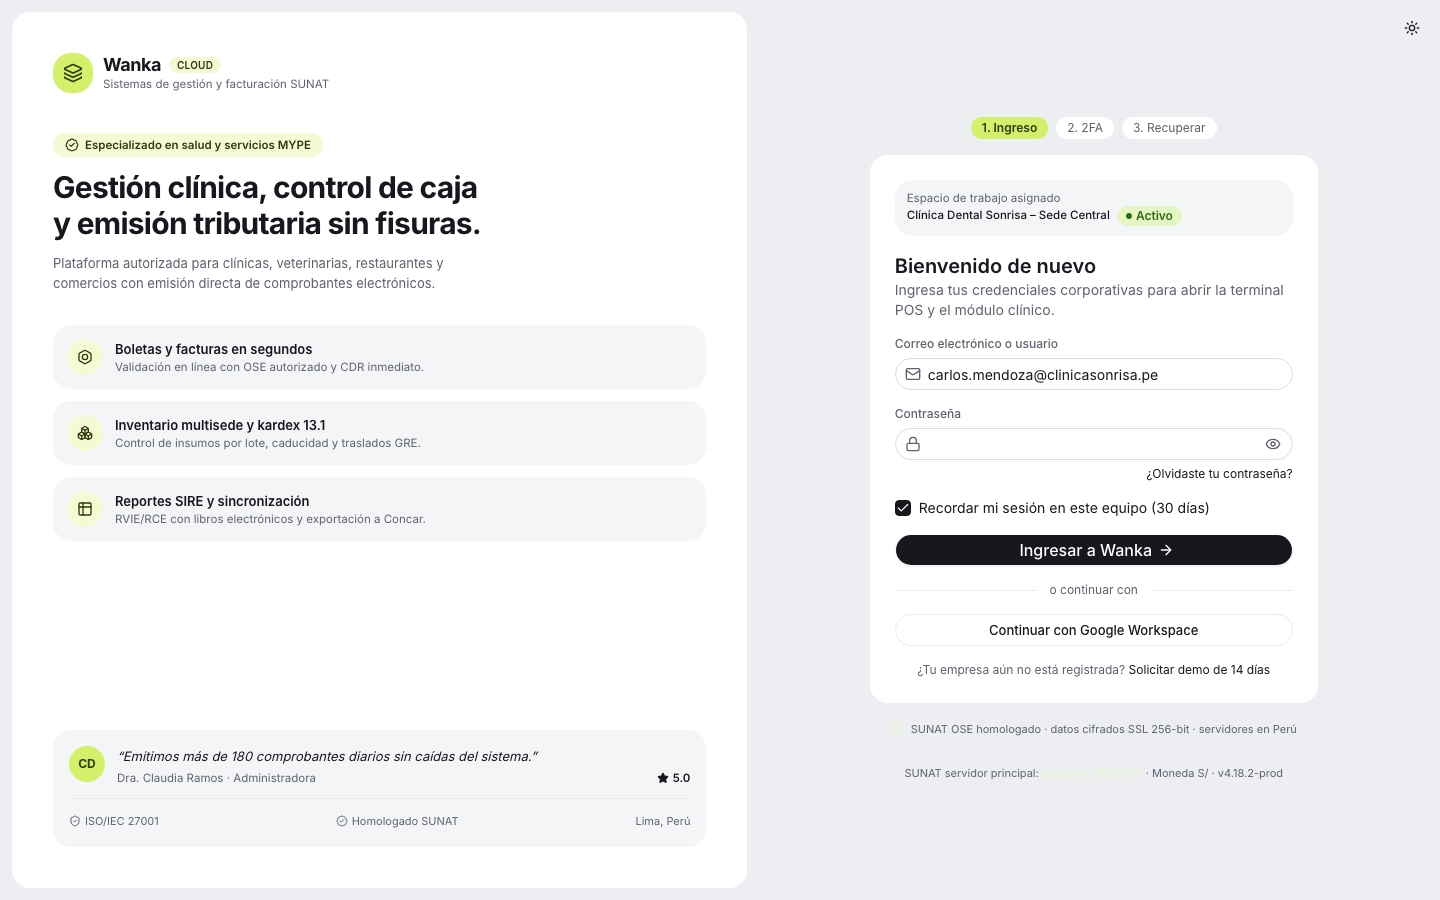 Wanka CLOUD
Sistemas de gestión y facturación SUNAT
Especializado en salud y servicios MYPE
Gestión clínica, control de caja
y emisión tributaria sin fisuras.
Plataforma autorizada para clínicas, veterinarias, restaurantes y
comercios con emisión directa de comprobantes electrónicos.
Boletas y facturas en segundos
Validación en línea con OSE autorizado y CDR inmediato.
Inventario multisede y kardex 13.1
Control de insumos por lote, caducidad y traslados GRE.
Reportes SIRE y sincronización
RVIE/RCE con libros electrónicos y exportación a Concar.
CD
“Emitimos más de 180 comprobantes diarios sin caídas del sistema.”
Dra. Claudia Ramos · Administradora
5.0
ISO/IEC 27001
Homologado SUNAT
Lima, Perú
1. Ingreso
2. 2FA
3. Recuperar
Espacio de trabajo asignado
Clínica Dental Sonrisa – Sede Central
Activo
Bienvenido de nuevo
Ingresa tus credenciales corporativas para abrir la terminal
POS y el módulo clínico.
Correo electrónico o usuario
carlos.mendoza@clinicasonrisa.pe
Contraseña
¿Olvidaste tu contraseña?
Recordar mi sesión en este equipo (30 días)
Ingresar a Wanka
o continuar con
Continuar con Google Workspace
¿Tu empresa aún no está registrada? Solicitar demo de 14 días
SUNAT OSE homologado · datos cifrados SSL 256-bit · servidores en Perú
SUNAT servidor principal: · Moneda S/ · v4.18.2-prod